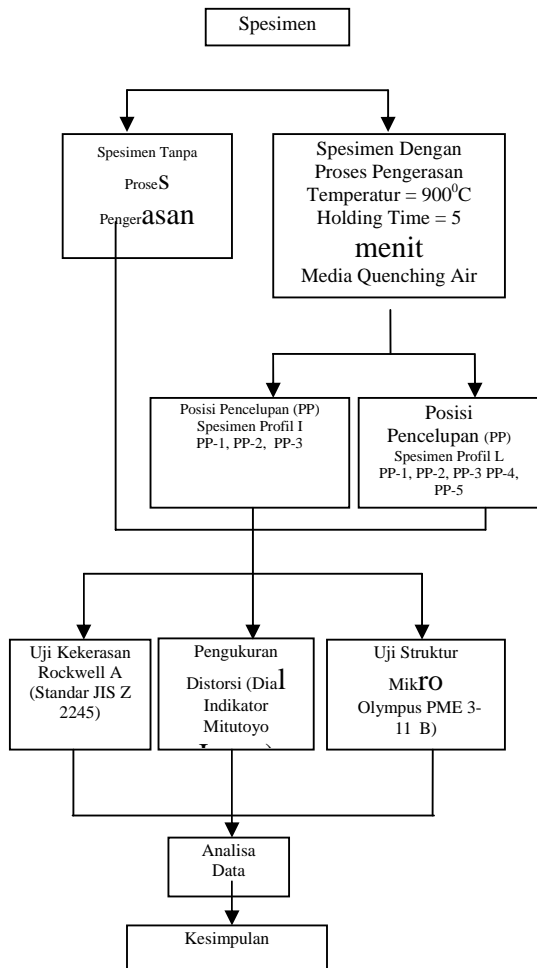 Spesimen
Spesimen Tanpa
Proses
Pengerasan
Spesimen Dengan
Proses Pengerasan
Temperatur = 900⁰C
Holding Time = 5
menit
Media Quenching Air
Posisi Pencelupan (PP)
Spesimen Profil I
PP-1, PP-2, PP-3
Posisi
Pencelupan (PP)
Spesimen Profil L
PP-1, PP-2, PP-3 PP-4,
PP-5
Uji Kekerasan
Rockwell A
(Standar JIS Z
2245)
Pengukuran
Distorsi (Dial
Indikator
Mitutoyo
Uji Struktur
Mikro
Olympus PME 3-
11 B)
Analisa
Data
Kesimpulan